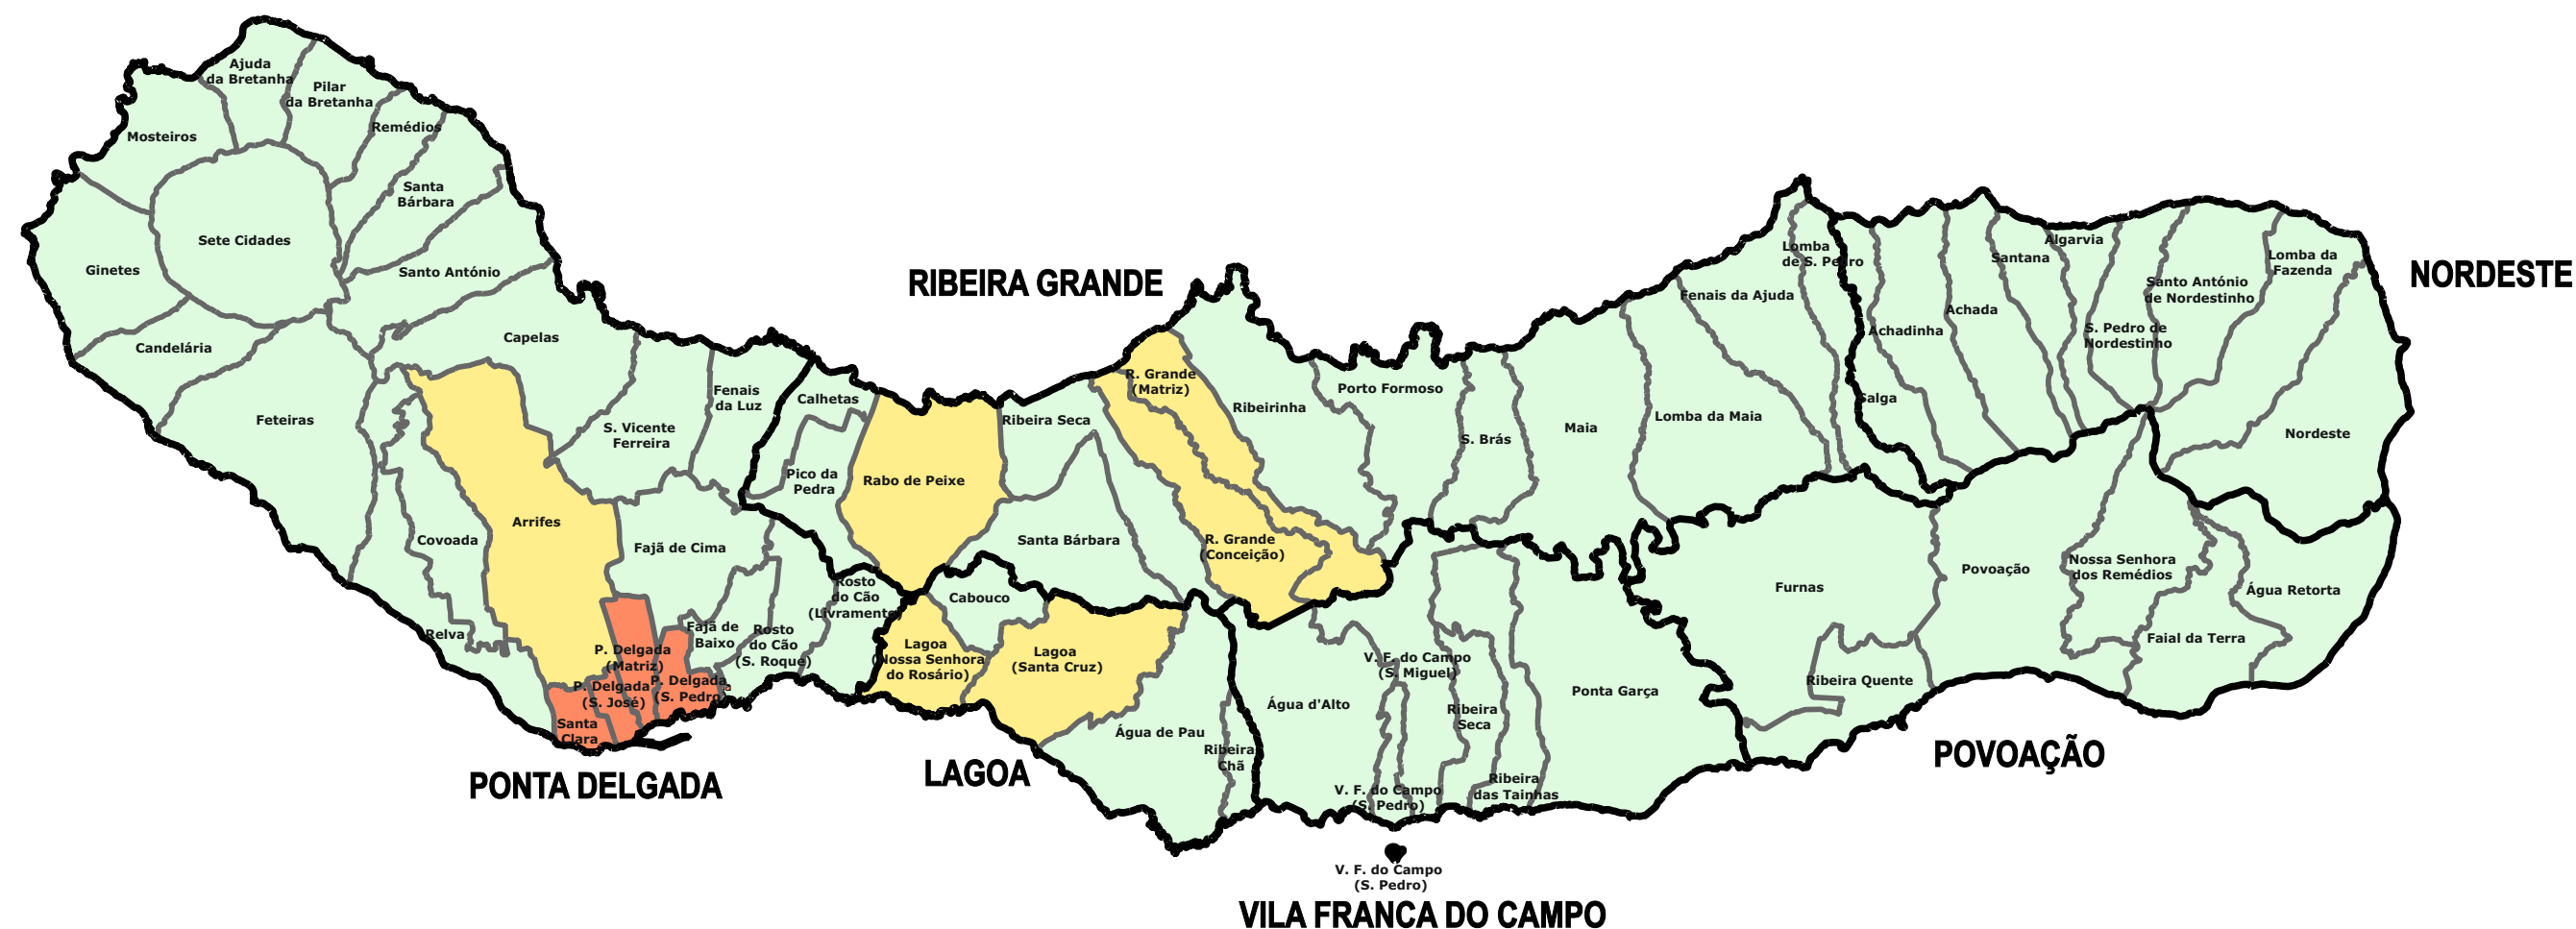 Ajuda
da Bretanha
Pilar
da Bretanha
Remédios
Mosteiros
Santa
Bárbara
Sete Cidades
Ginetes
Santo António
Candelária
Capelas
Feteiras
S. Vicente
Ferreira
Fenais
da Luz
Arrifes
Covoada
Fajã de Cima
Relva
Fajã de
Baixo
Rosto
do Cão
(S. Roque)
Rosto
do Cão
(Livramento)
P. Delgada
(Matriz)
P. Delgada
(S. José)
P. Delgada
(S. Pedro)
Santa
Clara
PONTA DELGADA
RIBEIRA GRANDE
Calhetas
Pico da
Pedra
Rabo de Peixe
Ribeira Seca
Santa Bárbara
R. Grande
(Matriz)
R. Grande
(Conceição)
Ribeirinha
Porto Formoso
S. Brás
Maia
Lomba da Maia
Fenais da Ajuda
Lomba
de S. Pedro
Cabouco
Lagoa
(Nossa Senhora
do Rosário)
Lagoa
(Santa Cruz)
Água de Pau
Ribeira
Chã
LAGOA
Água d'Alto
V. F. do Campo
(S. Miguel)
V. F. do Campo
(S. Pedro)
Ribeira
Seca
Ribeira
das Tainhas
Ponta Garça
V. F. do Campo
(S. Pedro)
VILA FRANCA DO CAMPO
Salga
Achadinha
Achada
Santana
Algarvia
S. Pedro de
Nordestinho
Santo António
de Nordestinho
Lomba da
Fazenda
Nordeste
NORDESTE
Furnas
Ribeira Quente
Povoação
Nossa Senhora
dos Remédios
Faial da Terra
Água Retorta
POVOAÇÃO